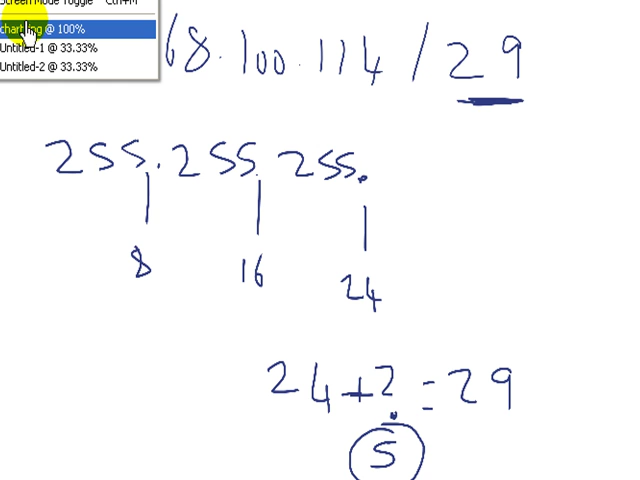 Screen Mode Toggle Ctrl+M
@ 100%
Untitled-1 @ 33.33%
Untitled-2 @ 33.33%
68.100.114/29
255.255.255.
8 16 24
24+?=29
5